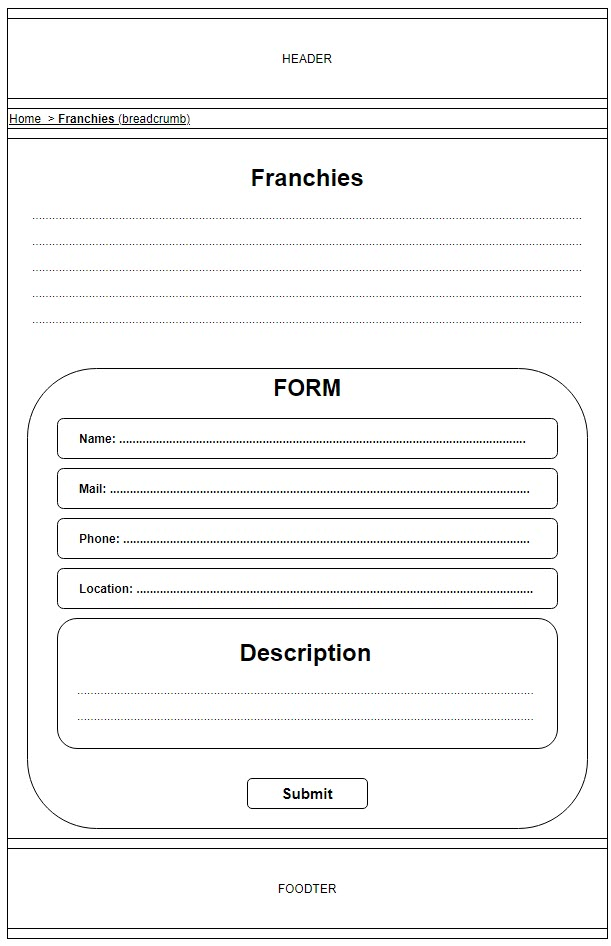 HEADER
Home > Franchies (breadcrumb)
Franchies
................................................................................
................................................................................
................................................................................
................................................................................
................................................................................
FORM
Name: ................................................................................
Mail: ................................................................................
Phone: ................................................................................
Location: ................................................................................
Description
................................................................................
................................................................................
Submit
FOODTER